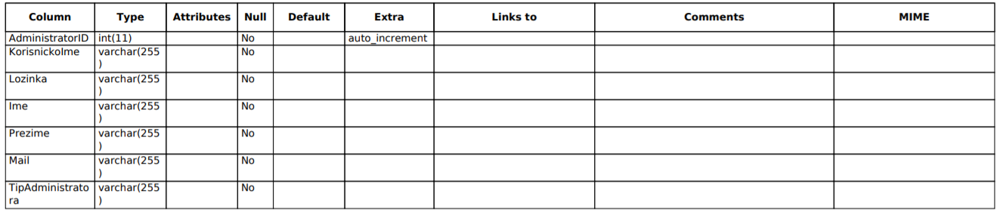 Column Type Attributes Null Default Extra Links to Comments MIME
AdministratorID int(11) No auto_increment
KorisnickoIme varchar(255 No
)
Lozinka varchar(255 No
)
Ime varchar(255 No
)
Prezime varchar(255 No
)
Mail varchar(255 No
)
TipAdministrato varchar(255 No
ra )